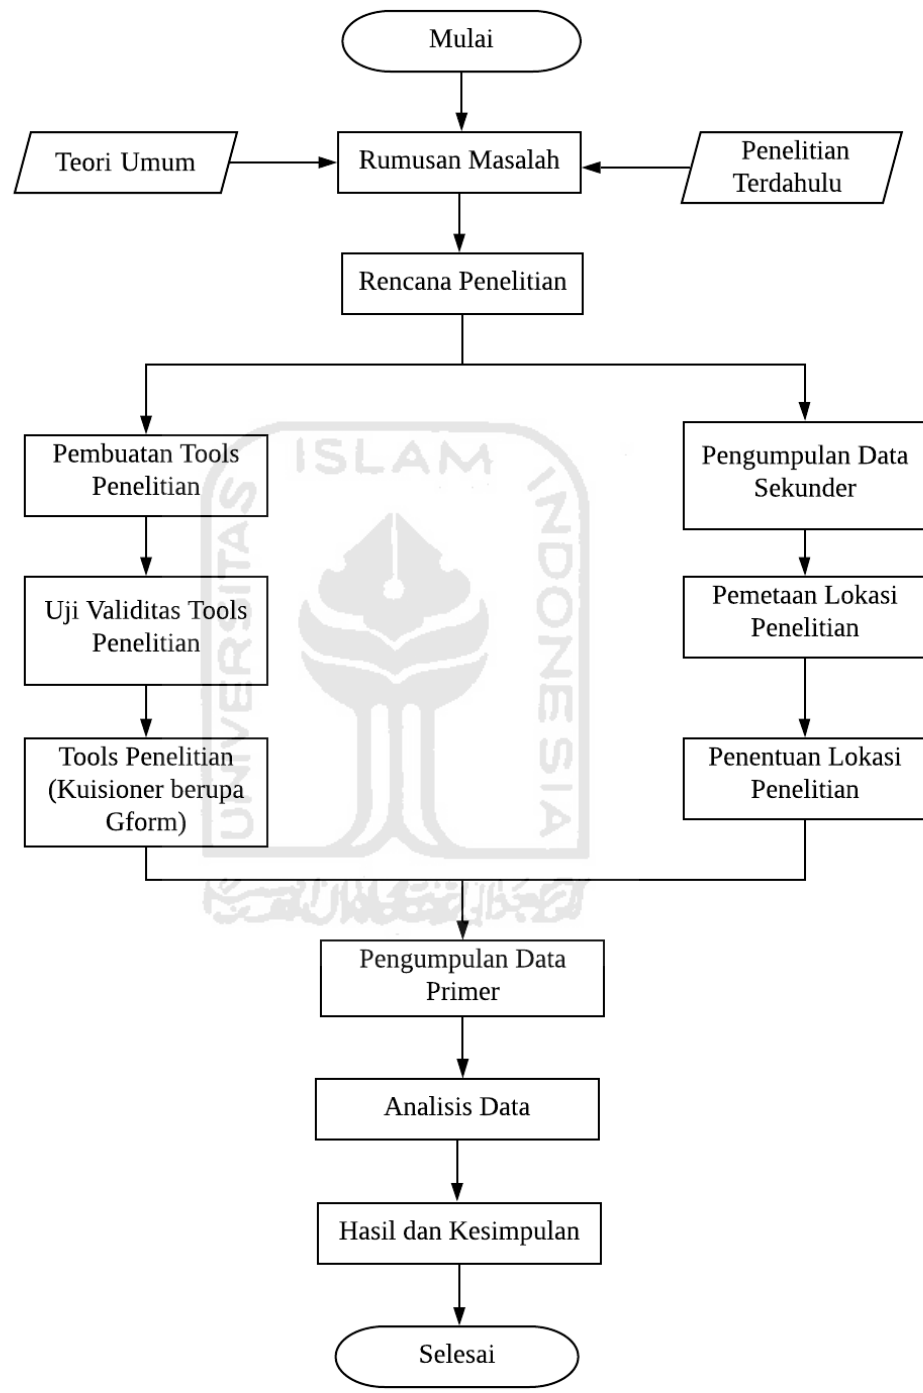 Mulai
Teori Umum
Rumusan Masalah
Penelitian
Terdahulu
Rencana Penelitian
Pembuatan Tools
Penelitian
Pengumpulan Data
Sekunder
Uji Validitas Tools
Penelitian
Pemetaan Lokasi
Penelitian
Tools Penelitian
(Kuisioner berupa
Gform)
Penentuan Lokasi
Penelitian
UNIVERSITAS
ISLAM
INDONESIA
Pengumpulan Data
Primer
Analisis Data
Hasil dan Kesimpulan
Selesai